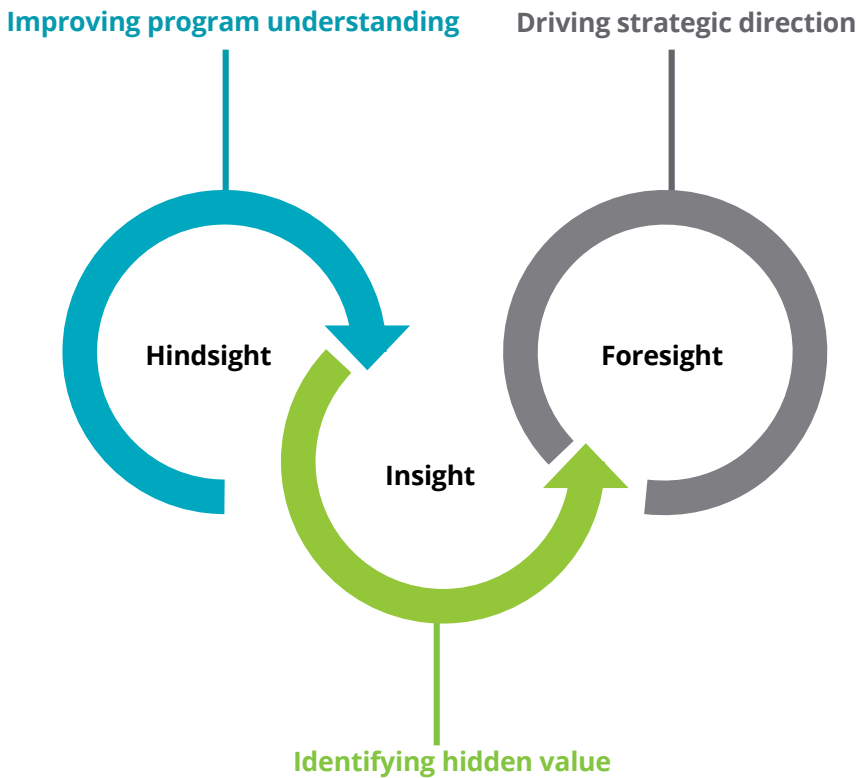 Improving program understanding
Driving strategic direction
Hindsight
Foresight
Insight
Identifying hidden value